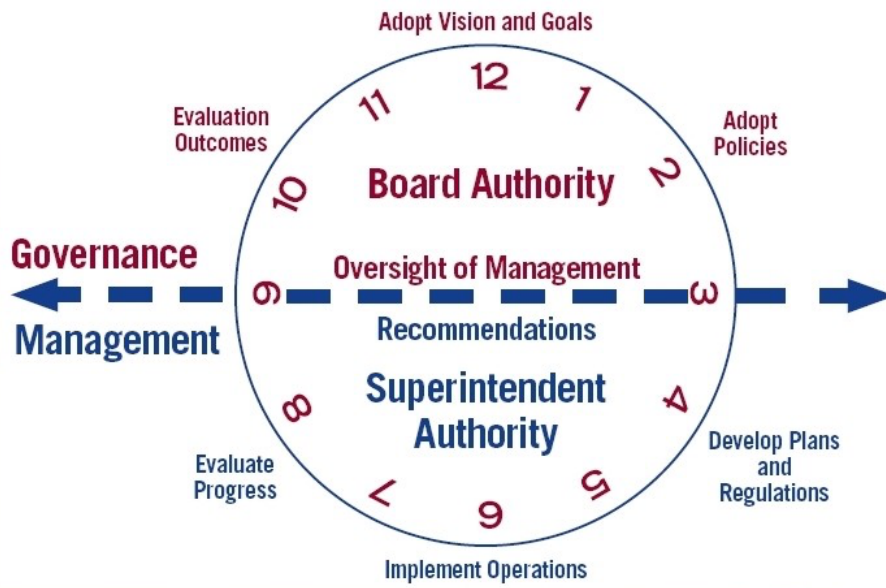 Adopt Vision and Goals
12
11
1
Evaluation
Outcomes
Adopt
Policies
10
2
Board Authority
Governance
Oversight of Management
9
3
Management
Recommendations
Superintendent
Authority
8
4
Evaluate
Progress
Develop Plans
and
Regulations
7
5
6
Implement Operations